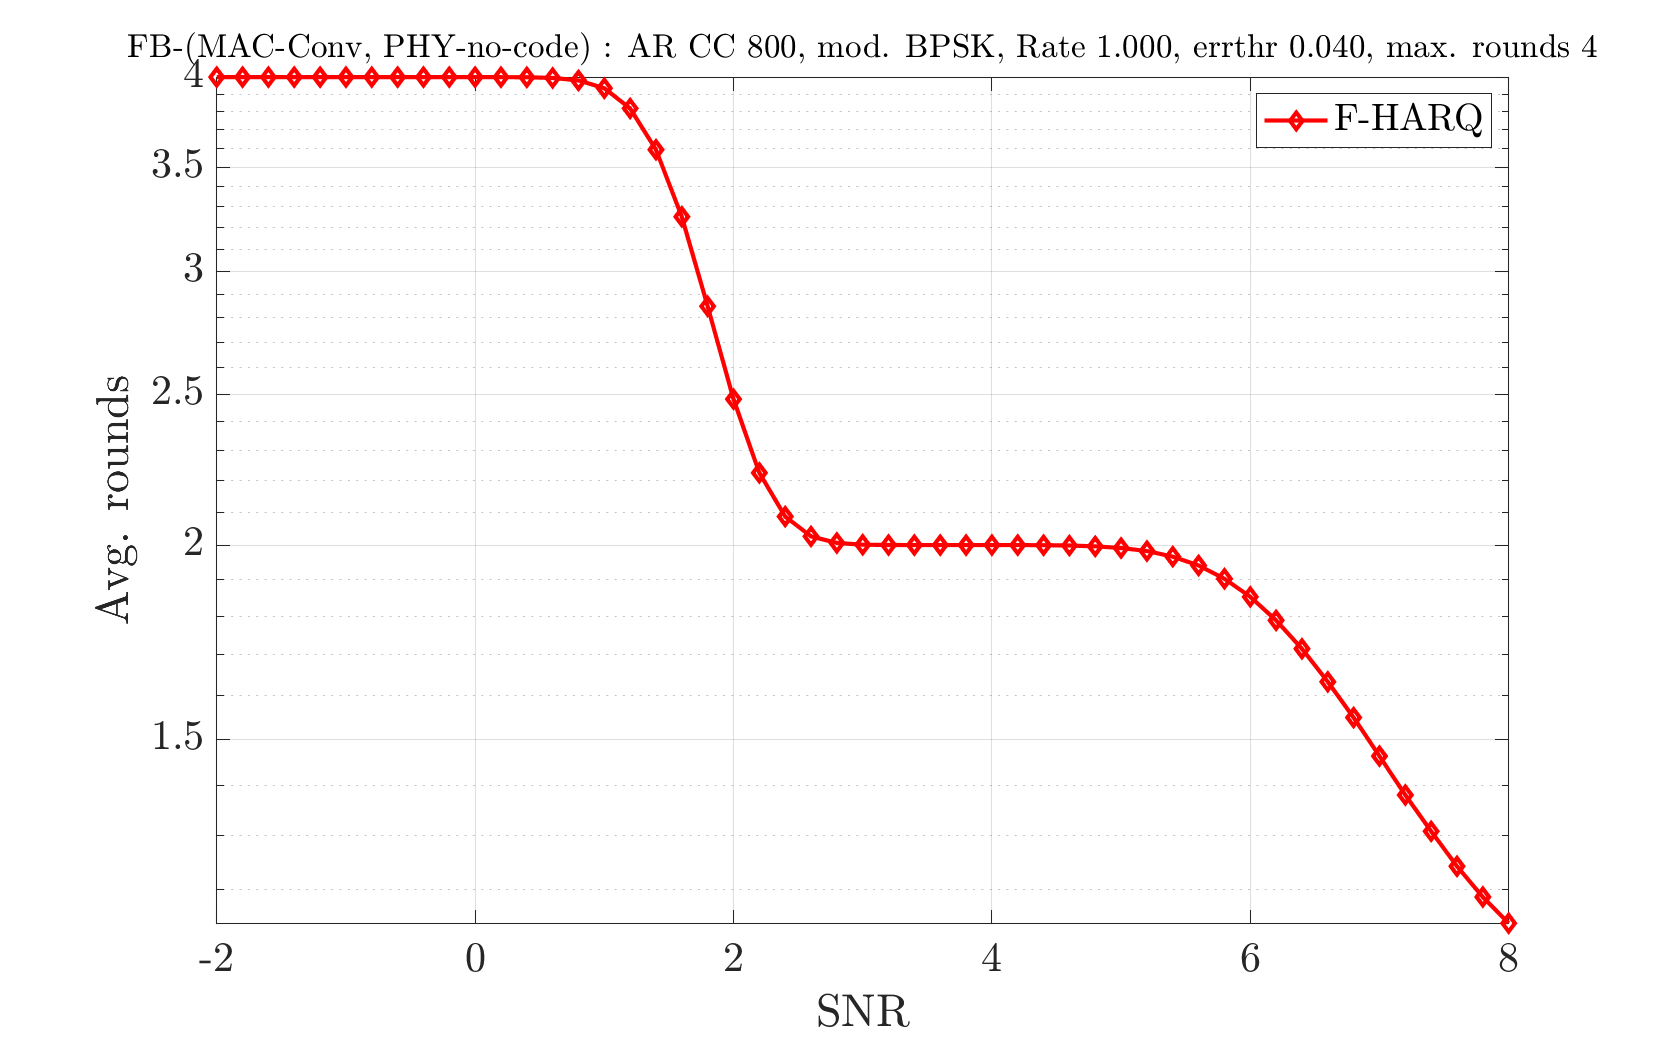 FB-(MAC-Conv, PHY-no-code) : AR CC 800, mod. BPSK, Rate 1.000, errthr 0.040, max. rounds 4
F-HARQ
4
3.5
3
2.5
2
1.5
Avg. rounds
-2 0 2 4 6 8
SNR